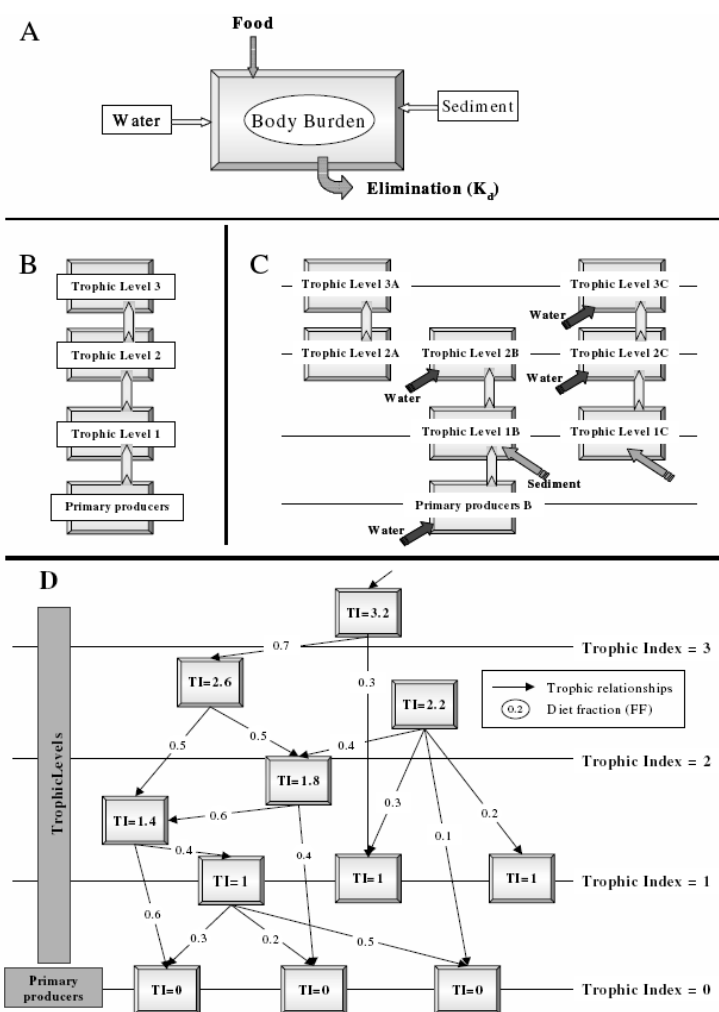 A
Food
Water
Body Burden
Sediment
Elimination (Kd)
B
Trophic Level 3
Trophic Level 2
Trophic Level 1
Primary producers
C
Trophic Level 3A
Trophic Level 3C
Water
Trophic Level 2A
Trophic Level 2B
Trophic Level 2C
Water
Water
Trophic Level 1B
Trophic Level 1C
Sediment
Primary producers B
Water
D
TI=3.2
0.7
Trophic Index = 3
TI=2.6
0.3
TI=2.2
Trophic relationships
0.2
Diet fraction (FF)
0.5
0.5
0.4
Trophic Index = 2
TI=1.8
TI=1.4
0.6
0.3
0.2
0.1
0.4
0.4
TI=1
TI=1
TI=1
Trophic Index = 1
0.6
0.3
0.2
0.5
TrophicLevels
Primary
producers
TI=0
TI=0
TI=0
Trophic Index = 0